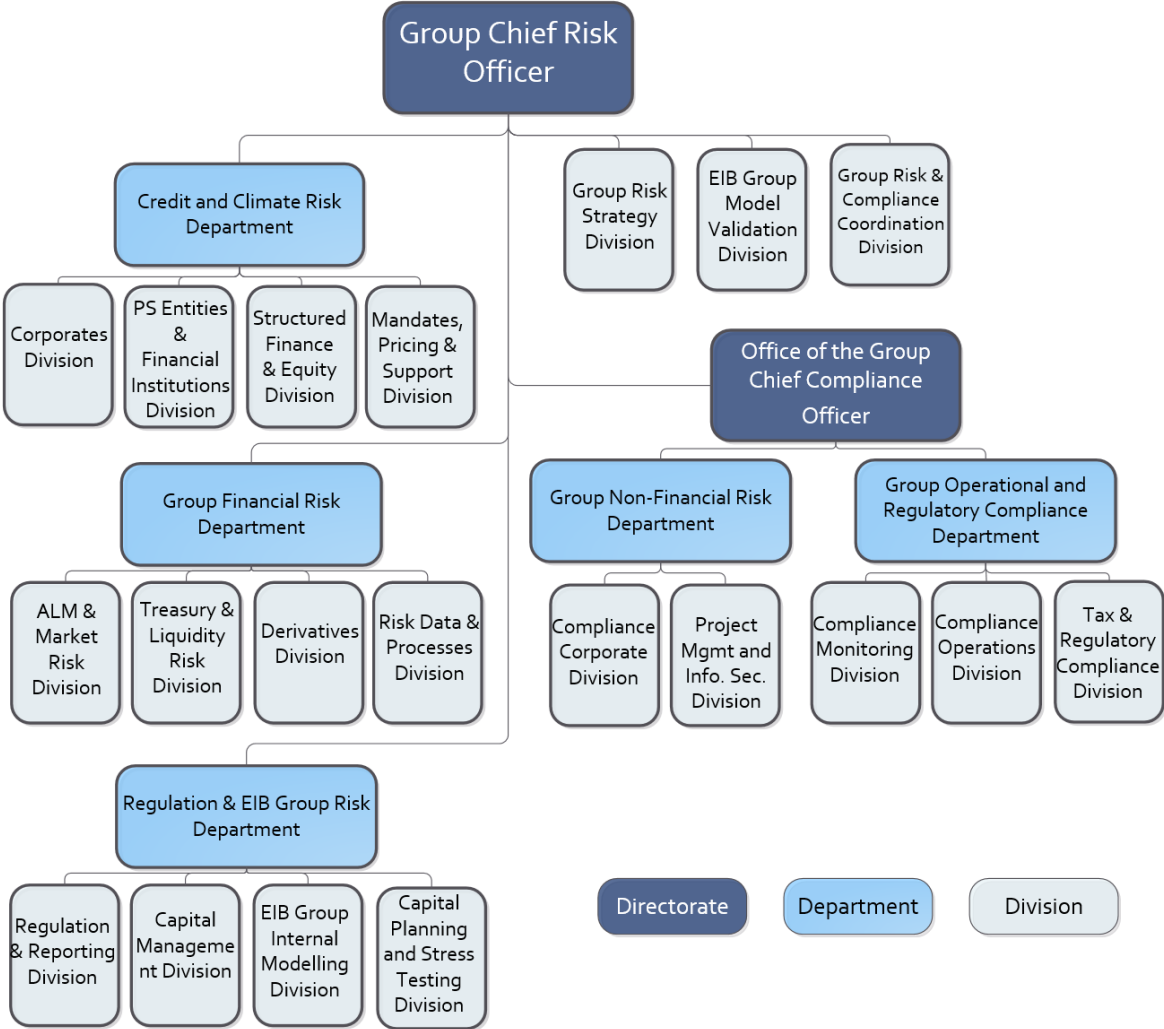 Group Chief Risk
Officer
Credit and Climate Risk
Department
Group Risk
Strategy
Division
EIB Group
Model
Validation
Division
Group Risk &
Compliance
Coordination
Division
Corporates
Division
PS Entities
&
Financial
Institutions
Division
Structured
Finance
& Equity
Division
Mandates,
Pricing &
Support
Division
Office of the Group
Chief Compliance
Officer
Group Financial Risk
Department
Group Non-Financial Risk
Department
Group Operational and
Regulatory Compliance
Department
ALM &
Market
Risk
Division
Treasury &
Liquidity
Risk
Division
Derivatives
Division
Risk Data &
Processes
Division
Compliance
Corporate
Division
Project
Mgmt and
Info. Sec.
Division
Compliance
Monitoring
Division
Compliance
Operations
Division
Tax &
Regulatory
Compliance
Division
Regulation & EIB Group Risk
Department
Regulation
& Reporting
Division
Capital
Manageme
nt Division
EIB Group
Internal
Modelling
Division
Capital
Planning
and Stress
Testing
Division
Directorate
Department
Division